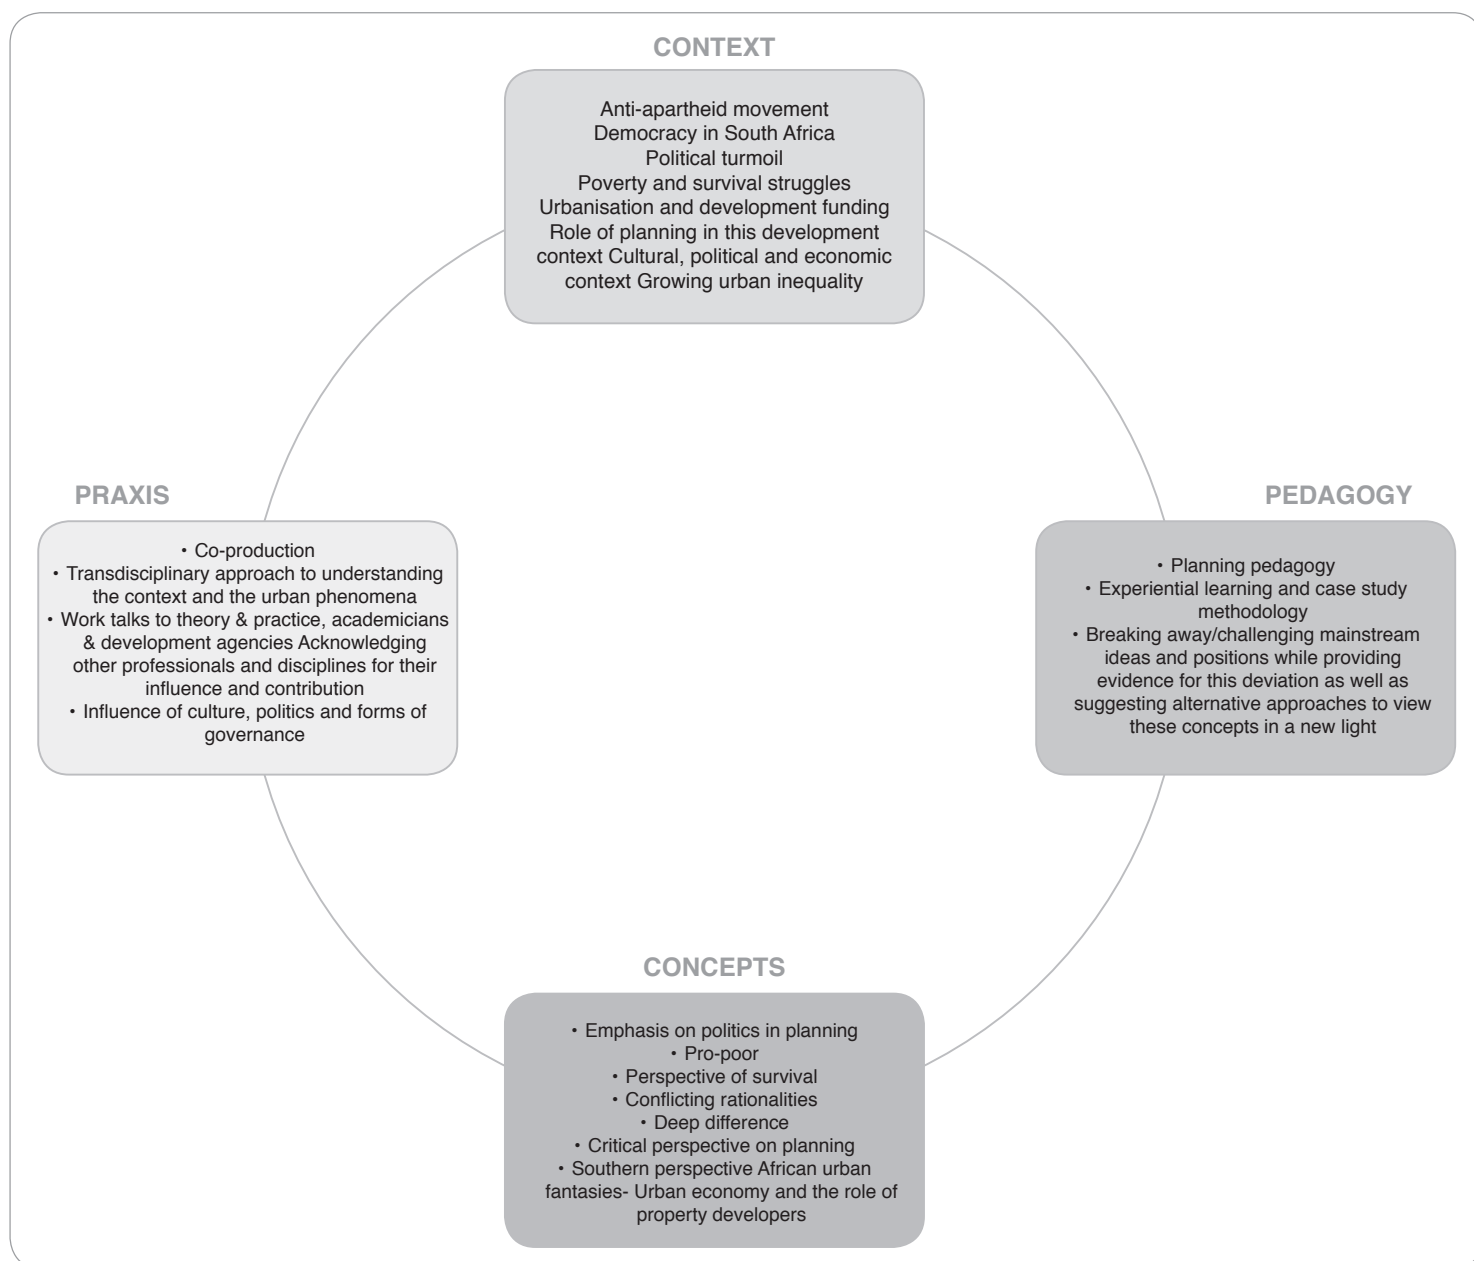 CONTEXT
Anti-apartheid movement
Democracy in South Africa
Political turmoil
Poverty and survival struggles
Urbanisation and development funding
Role of planning in this development
context Cultural, political and economic
context Growing urban inequality
PRAXIS
• Co-production
• Transdisciplinary approach to understanding
the context and the urban phenomena
• Work talks to theory & practice, academicians
& development agencies Acknowledging
other professionals and disciplines for their
influence and contribution
• Influence of culture, politics and forms of
governance
PEDAGOGY
• Planning pedagogy
• Experiential learning and case study
methodology
• Breaking away/challenging mainstream
ideas and positions while providing
evidence for this deviation as well as
suggesting alternative approaches to view
these concepts in a new light
CONCEPTS
• Emphasis on politics in planning
• Pro-poor
• Perspective of survival
• Conflicting rationalities
• Deep difference
• Critical perspective on planning
• Southern perspective African urban
fantasies- Urban economy and the role of
property developers